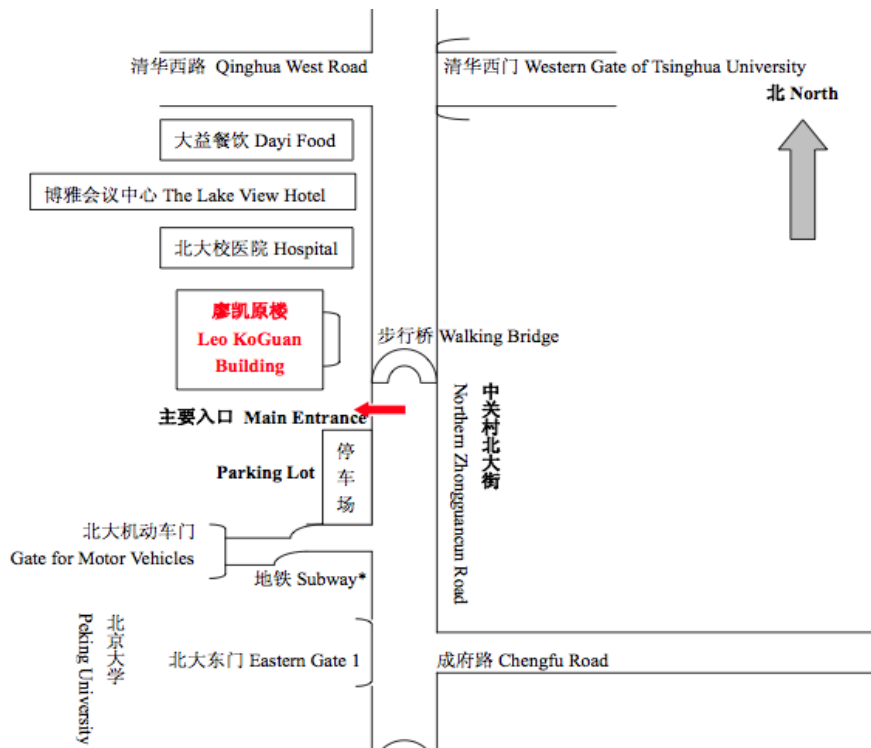 清华西路 Qinghua West Road
清华西门 Western Gate of Tsinghua University
北 North
大益餐饮 Dayi Food
博雅会议中心 The Lake View Hotel
北大校医院 Hospital
廖凯原楼
Leo KoGuan
Building
步行桥 Walking Bridge
主要入口 Main Entrance
中关村北大街
Northern Zhongguancun Road
Parking Lot
停车场
北大机动车门
Gate for Motor Vehicles
地铁 Subway*
北京大学
Peking University
北大东门 Eastern Gate 1
成府路 Chengfu Road